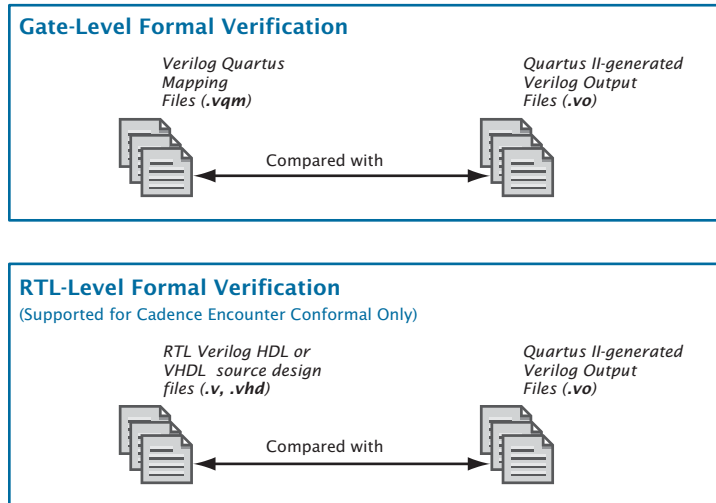 Gate-Level Formal Verification
Verilog Quartus
Mapping
Files (.vqm)
Quartus II-generated
Verilog Output
Files (.vo)
Compared with
RTL-Level Formal Verification
(Supported for Cadence Encounter Conformal Only)
RTL Verilog HDL or
VHDL source design
files (.v, .vhd)
Quartus II-generated
Verilog Output
Files (.vo)
Compared with